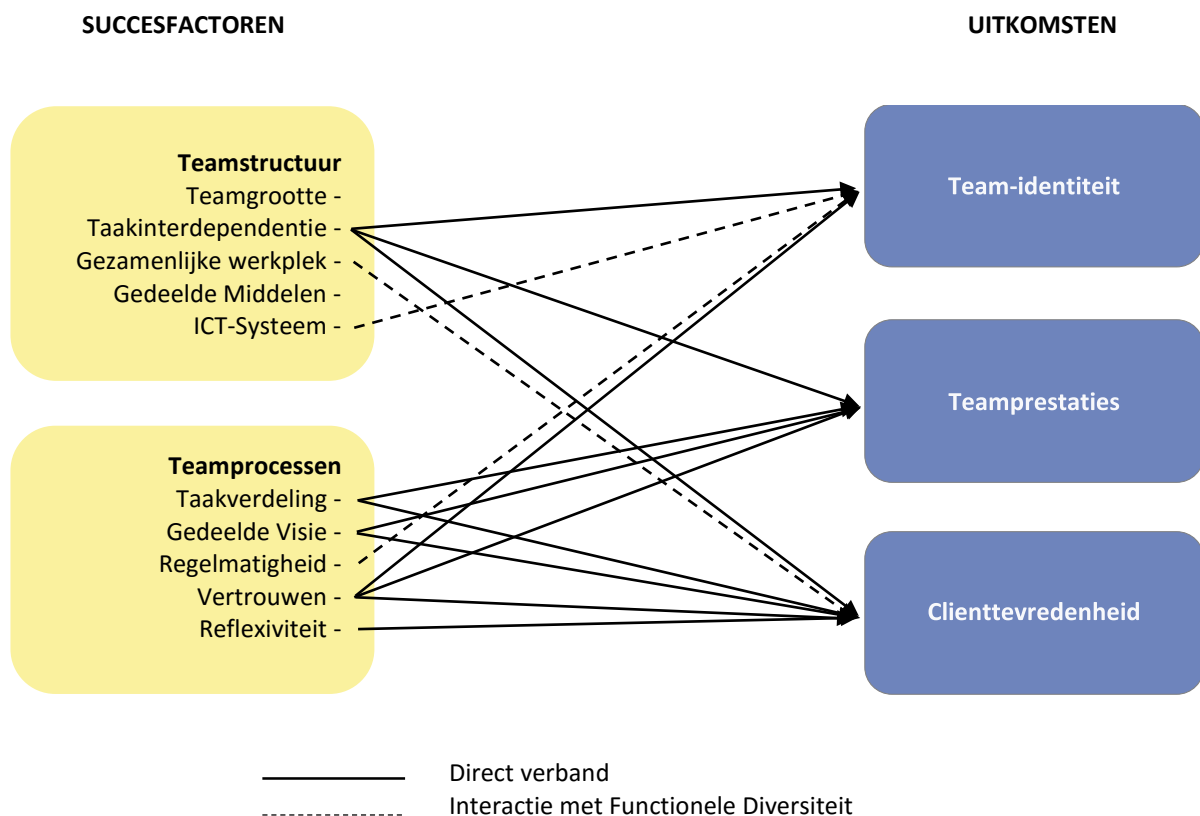 SUCCESFACTOREN
UITKOMSTEN
Teamstructuur
Teamgrootte -
Taakinterdependentie -
Gezamenlijke werkplek -
Gedeelde Middelen -
ICT-Systeem -
Teamprocessen
Taakverdeling -
Gedeelde Visie -
Regelmatigheid -
Vertrouwen -
Reflexiviteit -
Team-identiteit
Teamprestaties
Clienttevredenheid
Direct verband
Interactie met Functionele Diversiteit